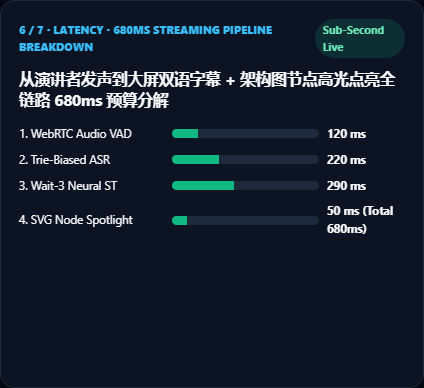 6 / 7 · LATENCY · 680MS STREAMING PIPELINE
BREAKDOWN
Sub-Second
Live
从演讲者发声到大屏双语字幕 + 架构图节点高光点亮全
链路 680ms 预算分解
1. WebRTC Audio VAD 120 ms
2. Trie-Biased ASR 220 ms
3. Wait-3 Neural ST 290 ms
4. SVG Node Spotlight 50 ms (Total
680ms)